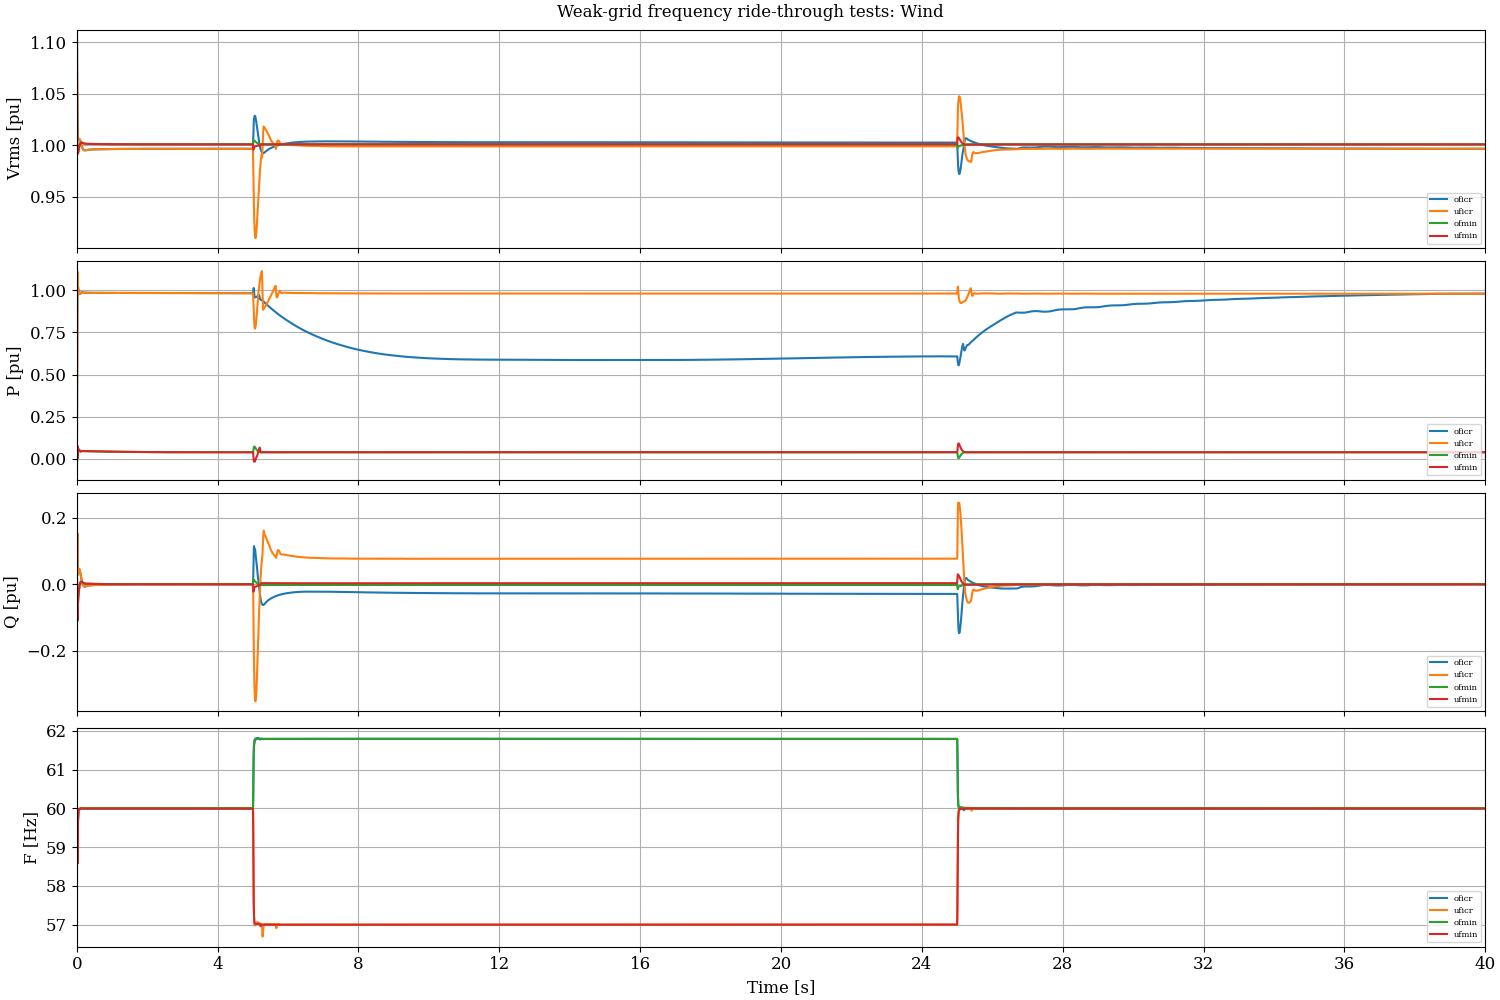 Weak-grid frequency ride-through tests: Wind
1.10
1.05
1.00
0.95
Vrms [pu]
oficr
uficr
ofmin
ufmin
1.00
0.75
0.50
0.25
0.00
P [pu]
oficr
uficr
ofmin
ufmin
0.2
0.0
−0.2
Q [pu]
oficr
uficr
ofmin
ufmin
62
61
60
59
58
57
F [Hz]
oficr
uficr
ofmin
ufmin
0 4 8 12 16 20 24 28 32 36 40
Time [s]